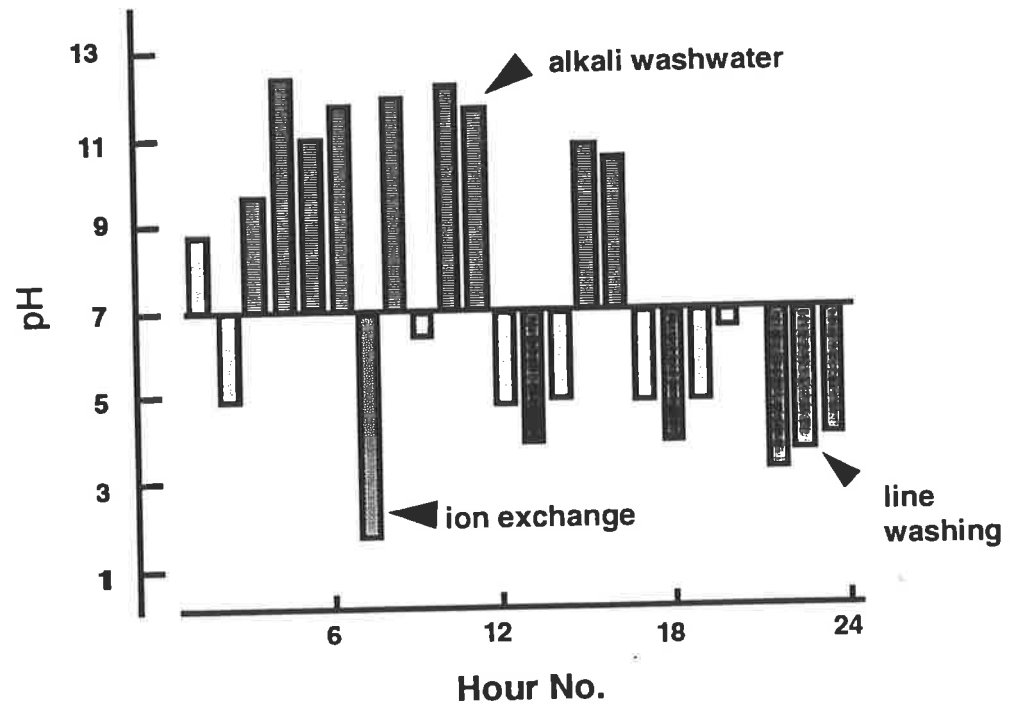 13
alkali washwater
11
9
pH
7
5
3
ion exchange
line
washing
1
6
12
18
24
Hour No.